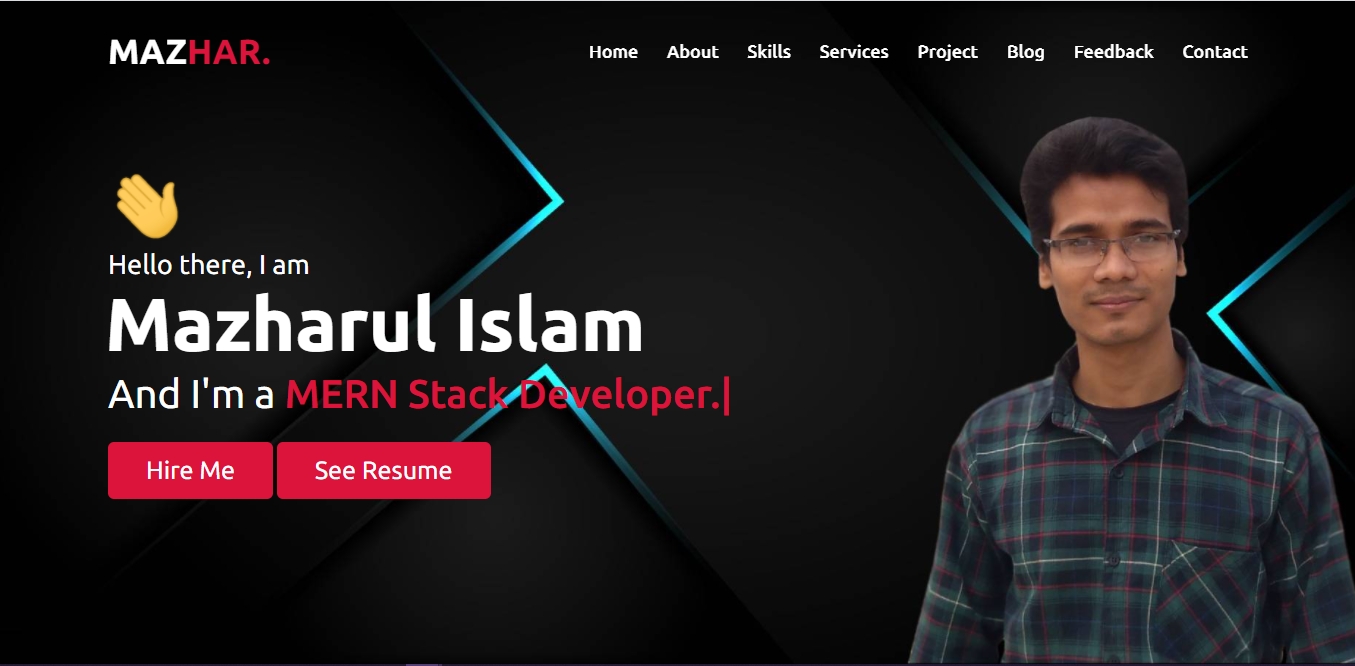 MAZHAR.
Home About Skills Services Project Blog Feedback Contact
Hello there, I am
Mazharul Islam
And I'm a MERN Stack Developer.|
Hire Me See Resume